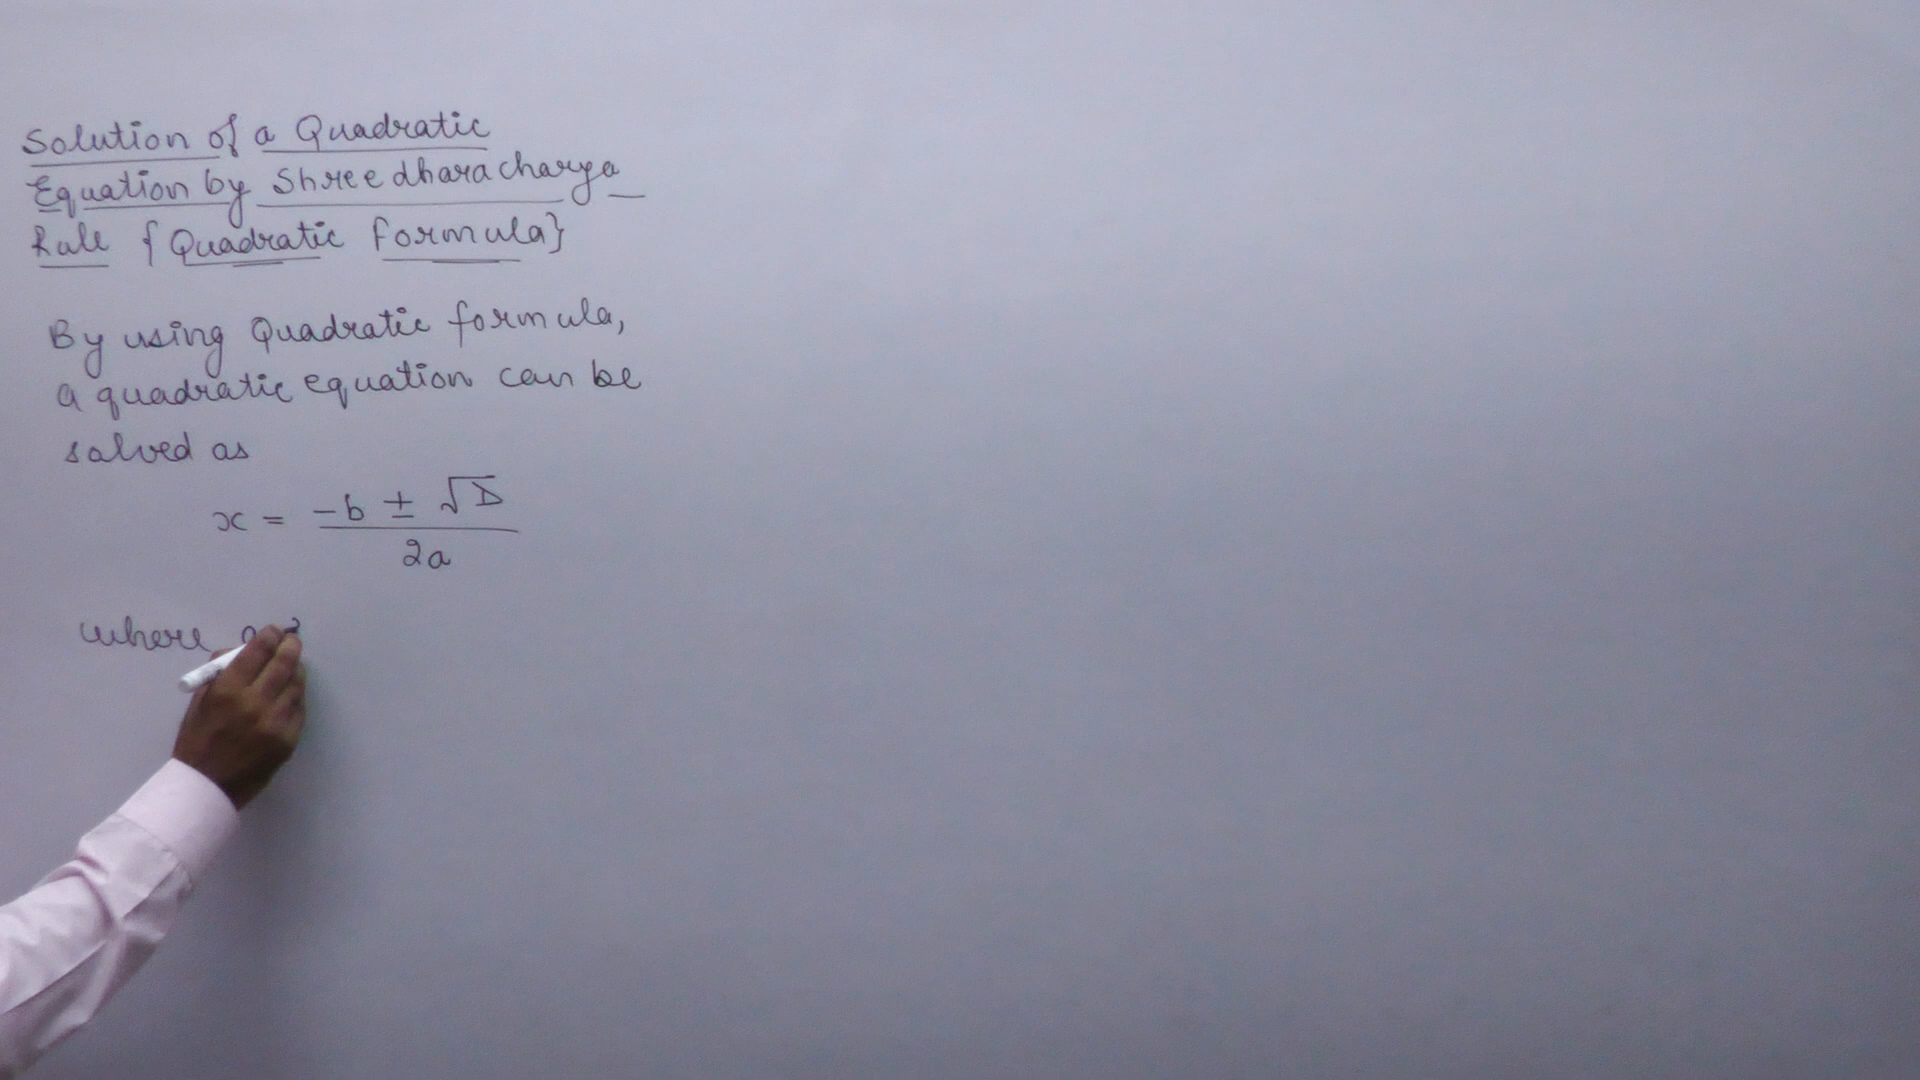 Solution of a Quadratic
Equation by Shreedharacharya
Rule {Quadratic formula}
By using Quadratic formula,
a quadratic equation can be
solved as
x = -b ± √D
2a
where